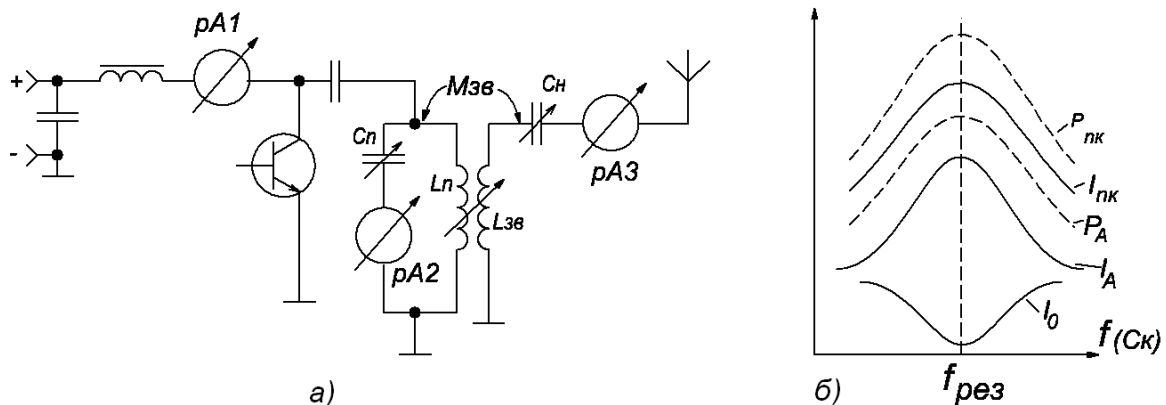 pA1
+
-
Mзв
Cн
Cп
pA3
Lп
Lзв
pA2
а)
Pпк
Iпк
PA
IA
I0
f(Cк)
fрез
б)